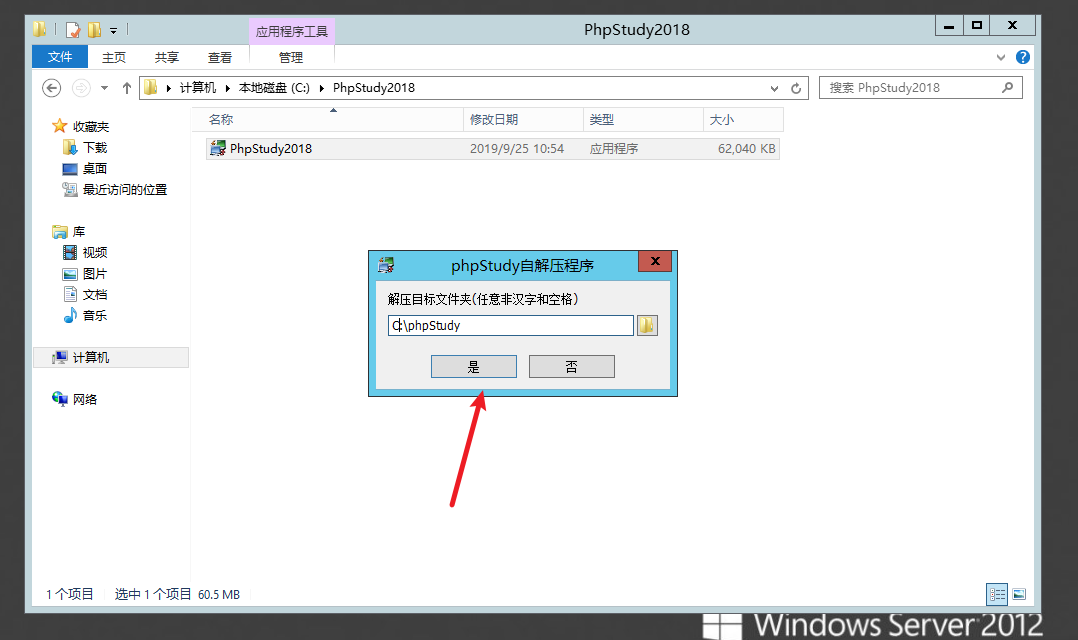 应用程序工具
PhpStudy2018
文件 主页 共享 查看 管理
计算机 本地磁盘 (C:) PhpStudy2018
搜索 PhpStudy2018
名称 修改日期 类型 大小
PhpStudy2018 2019/9/25 10:54 应用程序 62,040 KB
收藏夹
下载
桌面
最近访问的位置
库
视频
图片
文档
音乐
计算机
网络
phpStudy自解压程序
解压目标文件夹(任意非汉字和空格)
C:\phpStudy
是 否
1 个项目 选中 1 个项目 60.5 MB
Windows Server 2012